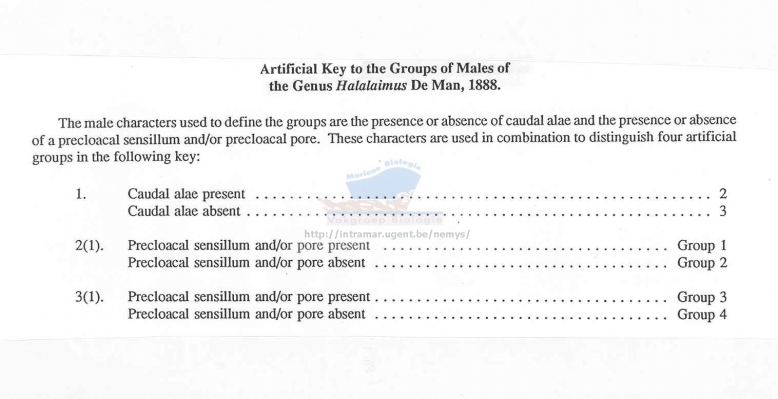 Artificial Key to the Groups of Males of
the Genus Halalaimus De Man, 1888.
The male characters used to define the groups are the presence or absence of caudal alae and the presence or absence
of a precloacal sensillum and/or precloacal pore. These characters are used in combination to distinguish four artificial
groups in the following key:
Marine Biologie
1. Caudal alae present . . . . . . . . . . . . . . . . . . . . . . . . . . . . . . . . . . . . . . . . . . . . . . . . . . 2
Caudal alae absent . . . . . . . . . . . . . . . . . . . . . . . . . . . . . . . . . . . . . . . . . . . . . . . . . . . 3
Vakgroep Biologie
http://intramar.ugent.be/nemys/
2(1). Precloacal sensillum and/or pore present . . . . . . . . . . . . . . . . . . . . . . . . . . . . . . . Group 1
Precloacal sensillum and/or pore absent . . . . . . . . . . . . . . . . . . . . . . . . . . . . . . . . Group 2
3(1). Precloacal sensillum and/or pore present . . . . . . . . . . . . . . . . . . . . . . . . . . . . . . . . Group 3
Precloacal sensillum and/or pore absent . . . . . . . . . . . . . . . . . . . . . . . . . . . . . . . . Group 4